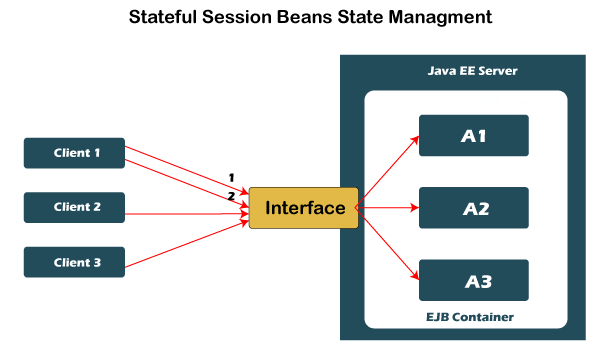 Stateful Session Beans State Managment
Java EE Server
Client 1
Client 2
Client 3
1
2
Interface
A1
A2
A3
EJB Container